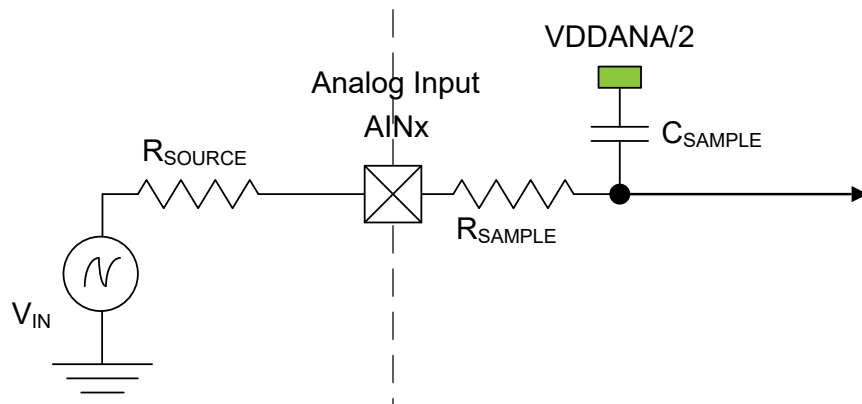 VDDANA/2
Analog Input
AINx
CSAMPLE
RSOURCE
RSAMPLE
VIN